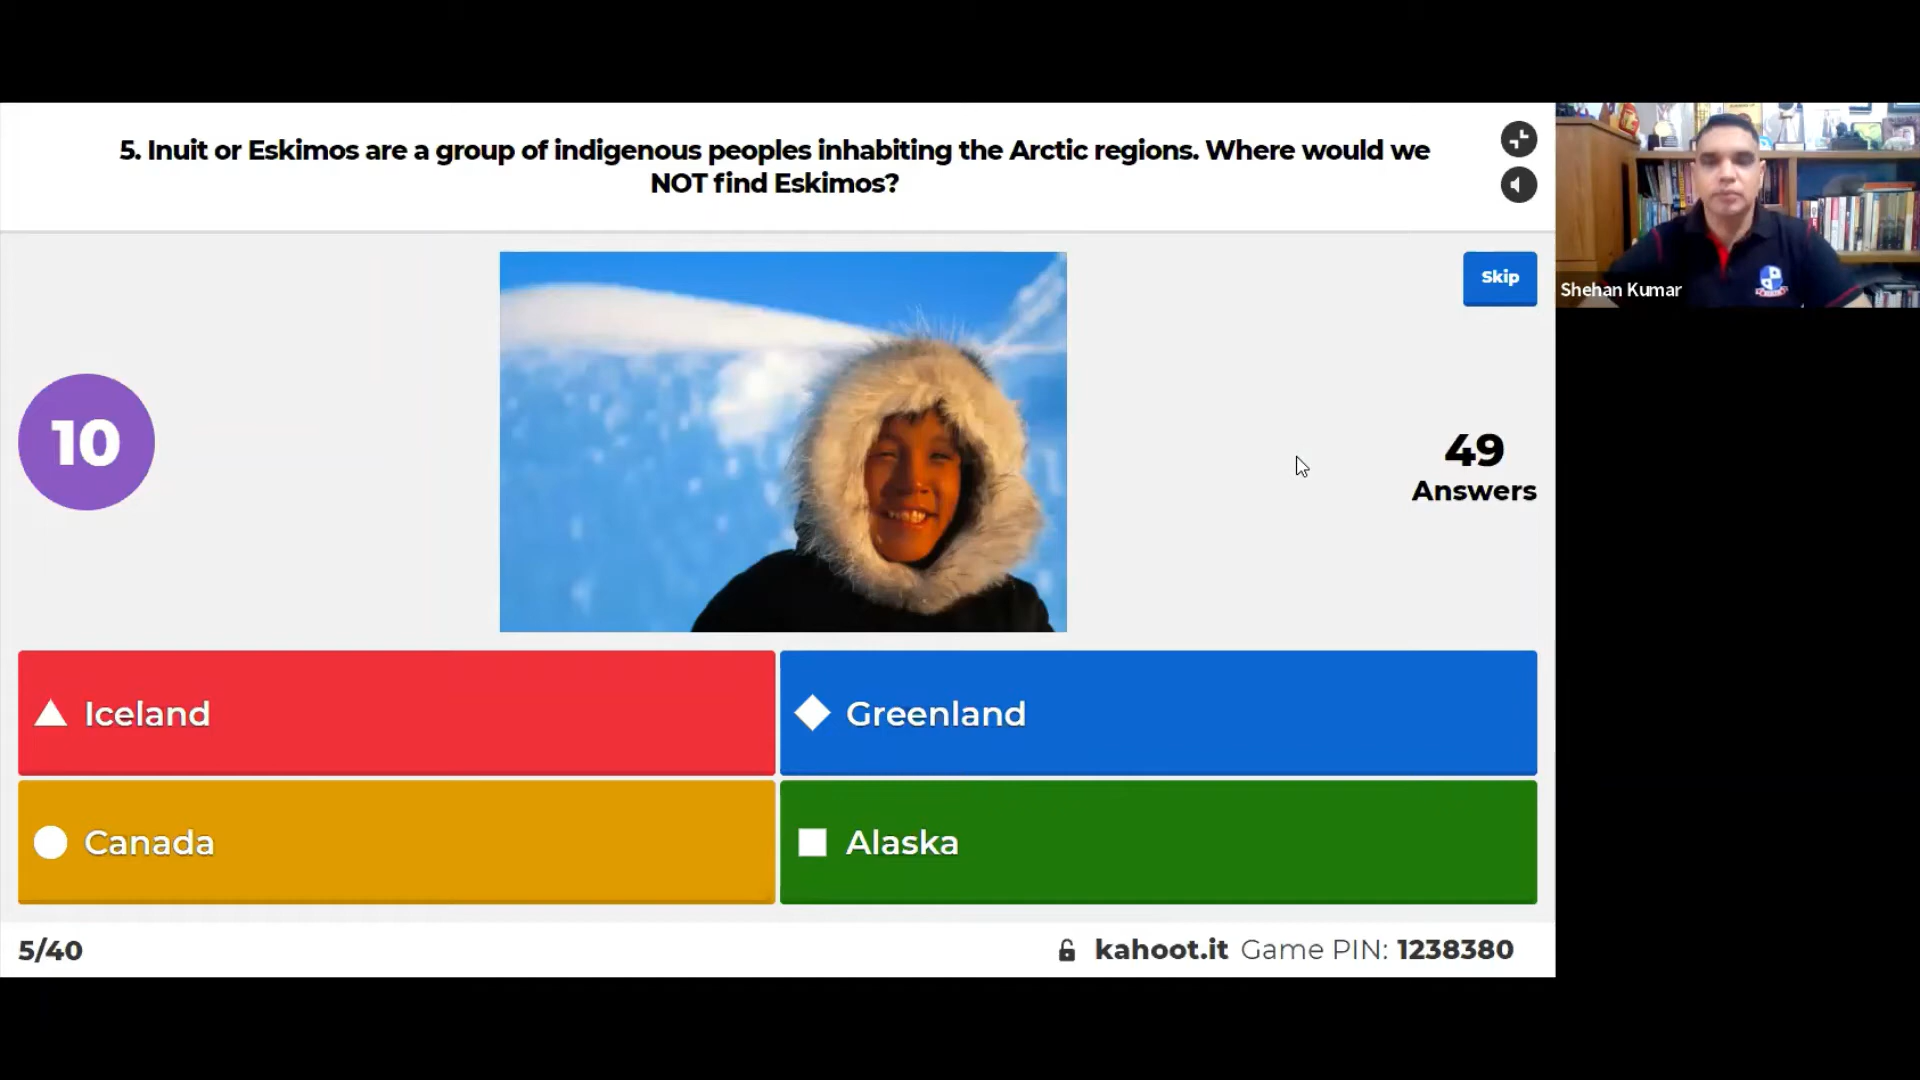 5. Inuit or Eskimos are a group of indigenous peoples inhabiting the Arctic regions. Where would we
NOT find Eskimos?
Skip
Shehan Kumar
10
49
Answers
Iceland
Greenland
Canada
Alaska
5/40
kahoot.it Game PIN: 1238380